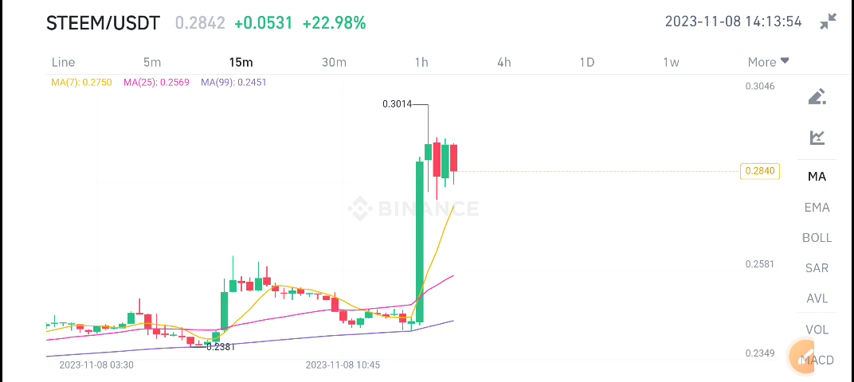 STEEM/USDT 0.2842 +0.0531 +22.98% 2023-11-08 14:13:54
Line 5m 15m 30m 1h 4h 1D 1w More
MA(7): 0.2750 MA(25): 0.2569 MA(99): 0.2451
0.3046
0.3014
0.2840
MA
EMA
BINANCE
BOLL
0.2581
SAR
AVL
VOL
0.2381
0.2349
MACD
2023-11-08 03:30 2023-11-08 10:45